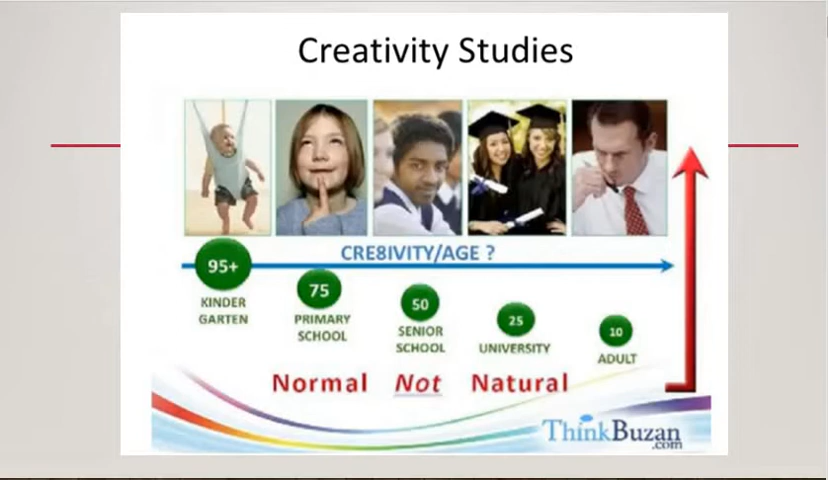 Creativity Studies
CRE8IVITY/AGE ?
95+
KINDER
GARTEN
75
PRIMARY
SCHOOL
50
SENIOR
SCHOOL
25
UNIVERSITY
10
ADULT
Normal Not Natural
ThinkBuzan
.com